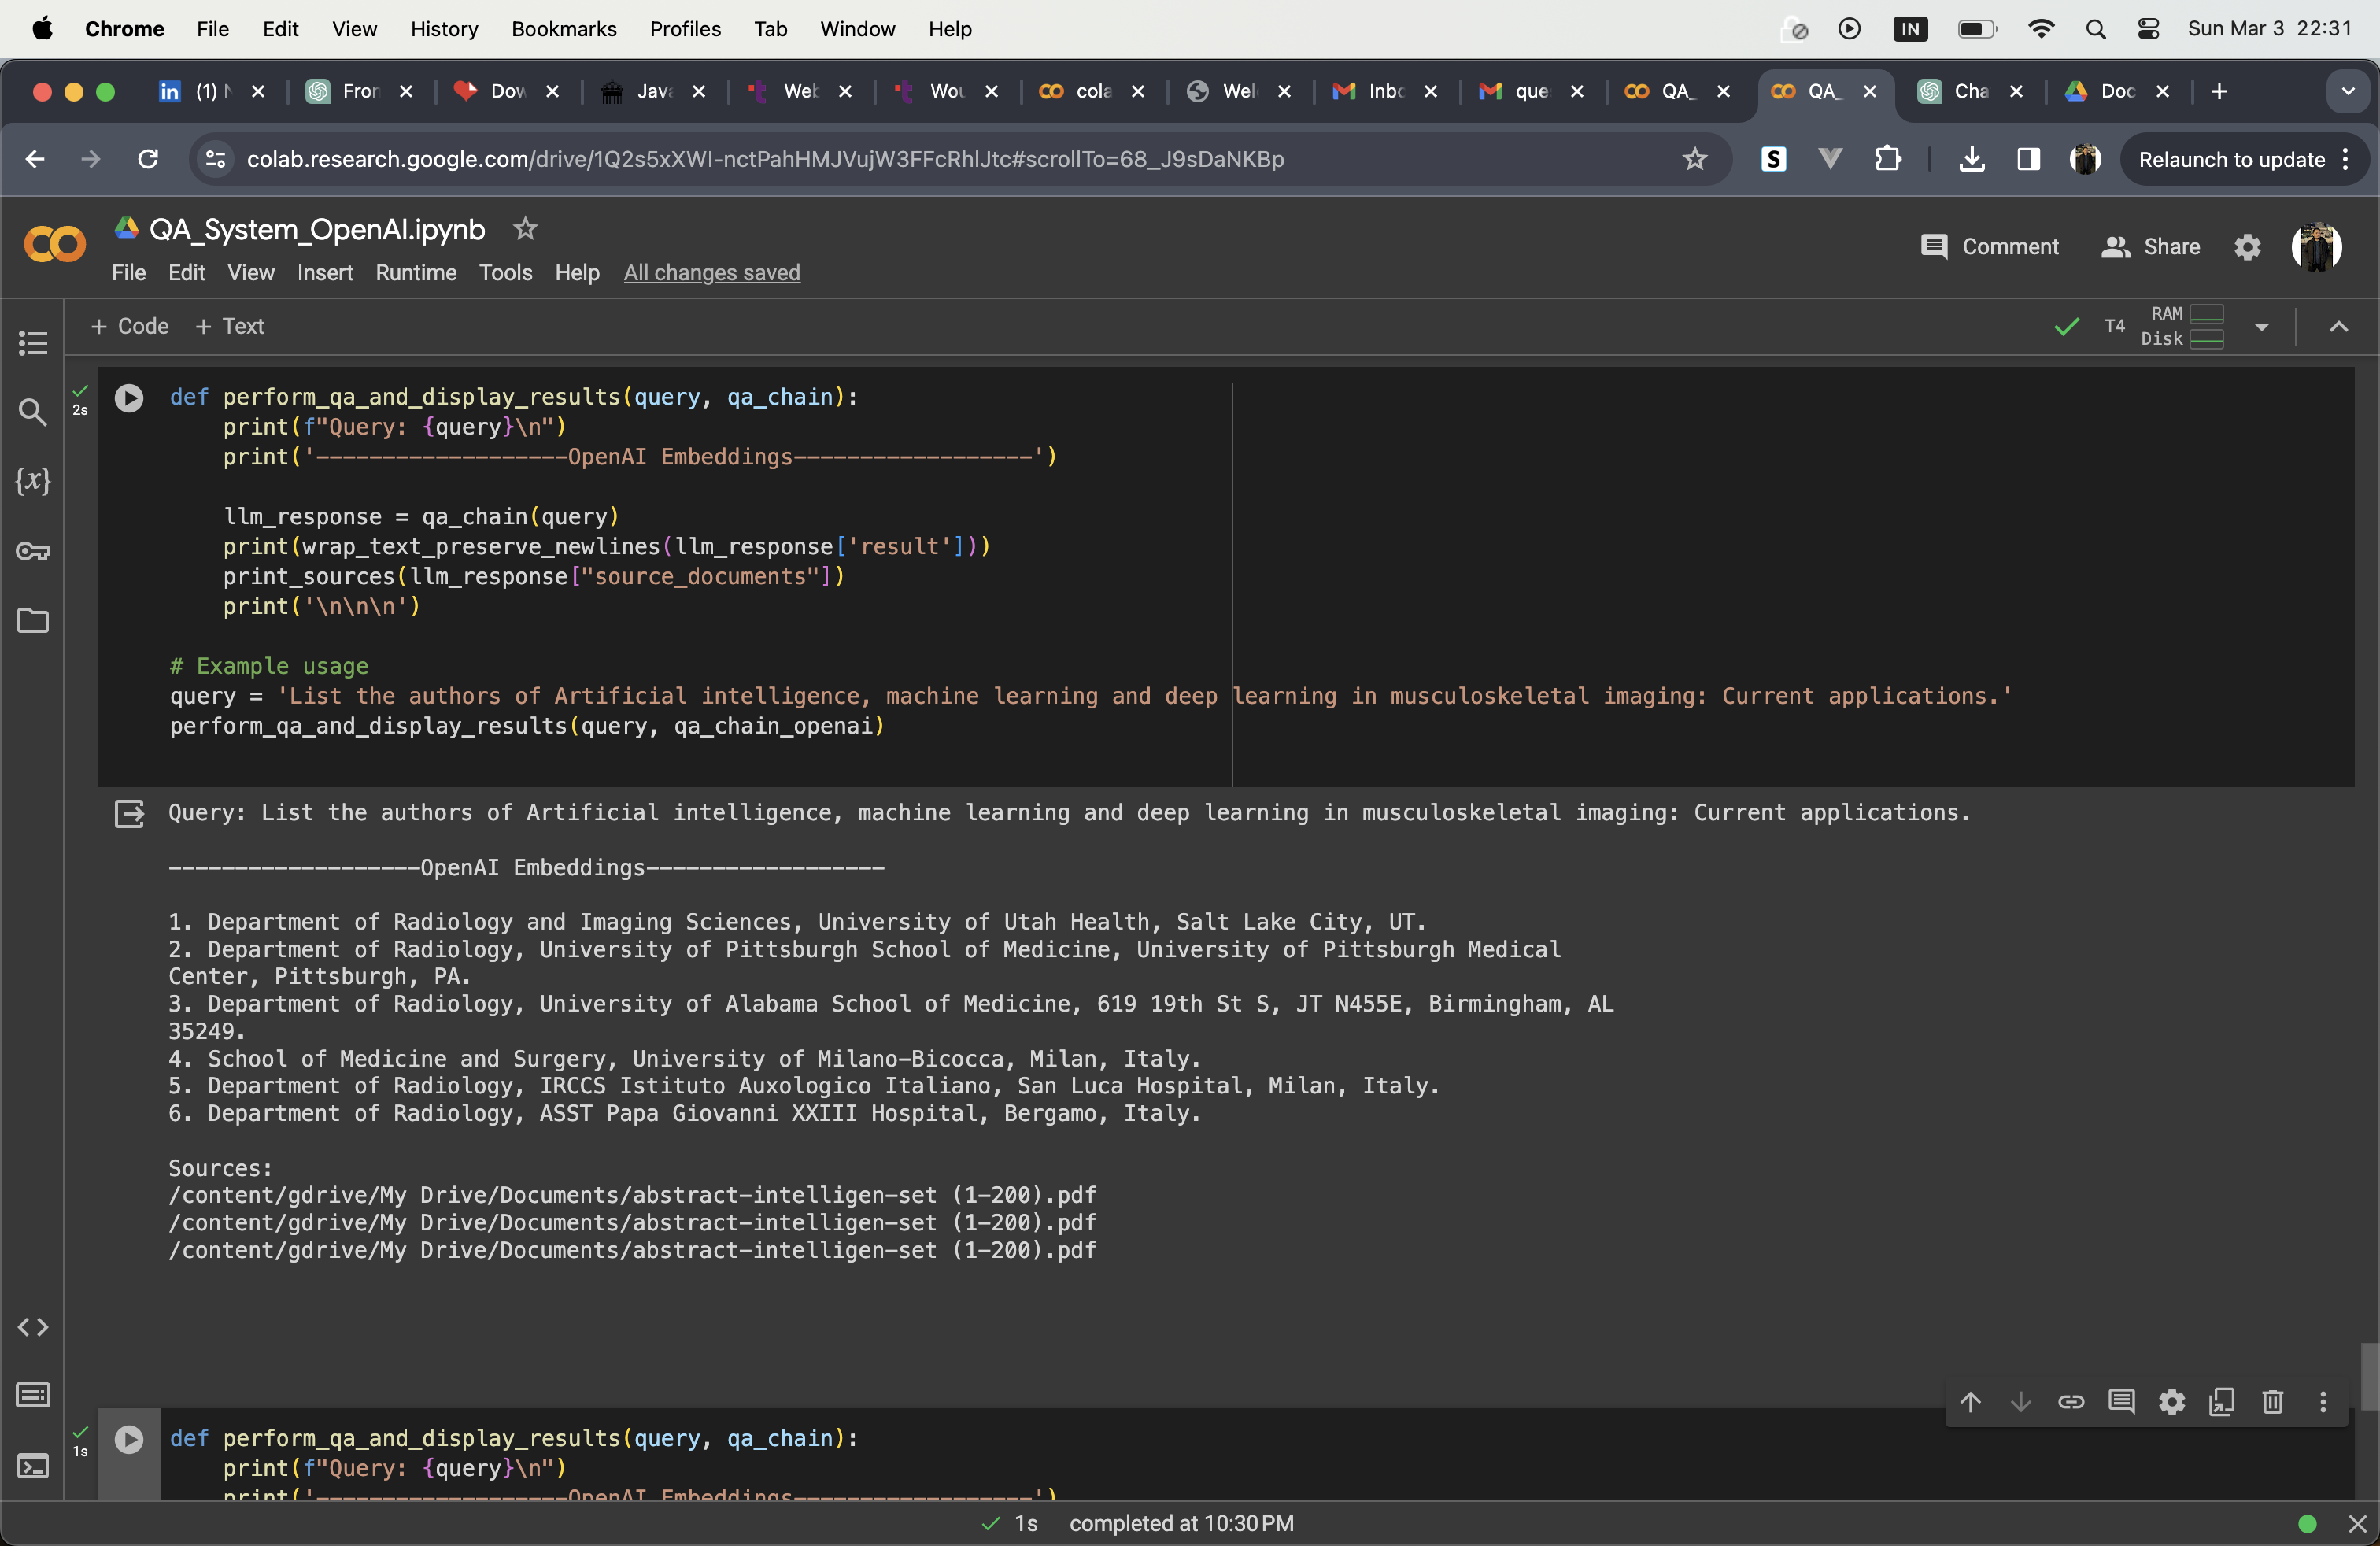 Chrome File Edit View History Bookmarks Profiles Tab Window Help IN Sun Mar 3 22:31
in (1) N Fron Dow Java Web Wou cola Wel Inbo que QA_ QA_ Cha Doc
colab.research.google.com/drive/1Q2s5xXWI-nctPahHMJVujW3FFcRhlJtc#scrollTo=68_J9sDaNKBp S Relaunch to update
QA_System_OpenAI.ipynb
Comment Share
File Edit View Insert Runtime Tools Help All changes saved
+ Code + Text T4 RAM
Disk
2s
def perform_qa_and_display_results(query, qa_chain):
print(f"Query: {query}\n")
print('-------------------OpenAI Embeddings------------------')
llm_response = qa_chain(query)
print(wrap_text_preserve_newlines(llm_response['result']))
print_sources(llm_response["source_documents"])
print('\n\n\n')
# Example usage
query = 'List the authors of Artificial intelligence, machine learning and deep learning in musculoskeletal imaging: Current applications.'
perform_qa_and_display_results(query, qa_chain_openai)
Query: List the authors of Artificial intelligence, machine learning and deep learning in musculoskeletal imaging: Current applications.
-------------------OpenAI Embeddings------------------
1. Department of Radiology and Imaging Sciences, University of Utah Health, Salt Lake City, UT.
2. Department of Radiology, University of Pittsburgh School of Medicine, University of Pittsburgh Medical
Center, Pittsburgh, PA.
3. Department of Radiology, University of Alabama School of Medicine, 619 19th St S, JT N455E, Birmingham, AL
35249.
4. School of Medicine and Surgery, University of Milano-Bicocca, Milan, Italy.
5. Department of Radiology, IRCCS Istituto Auxologico Italiano, San Luca Hospital, Milan, Italy.
6. Department of Radiology, ASST Papa Giovanni XXIII Hospital, Bergamo, Italy.
Sources:
/content/gdrive/My Drive/Documents/abstract-intelligen-set (1-200).pdf
/content/gdrive/My Drive/Documents/abstract-intelligen-set (1-200).pdf
/content/gdrive/My Drive/Documents/abstract-intelligen-set (1-200).pdf
1s
def perform_qa_and_display_results(query, qa_chain):
print(f"Query: {query}\n")
print('-------------------OpenAI Embeddings------------------')
1s completed at 10:30 PM